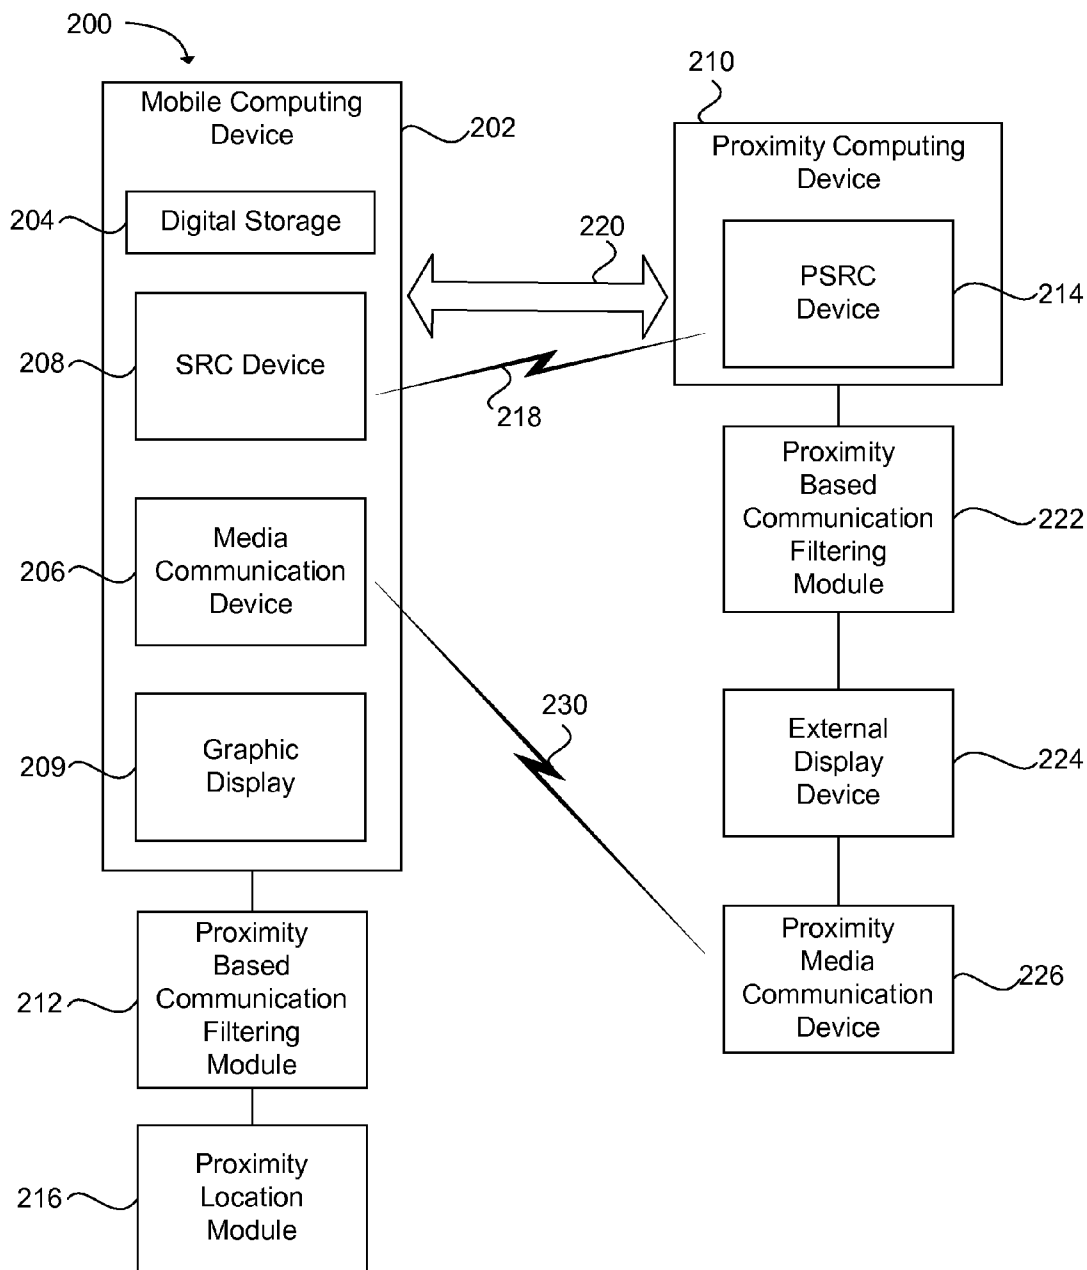 200
Mobile Computing
Device
202
204
Digital Storage
208
SRC Device
206
Media
Communication
Device
209
Graphic
Display
212
Proximity
Based
Communication
Filtering
Module
216
Proximity
Location
Module
220
218
230
210
Proximity Computing
Device
PSRC
Device
214
Proximity
Based
Communication
Filtering
Module
222
External
Display
Device
224
Proximity
Media
Communication
Device
226